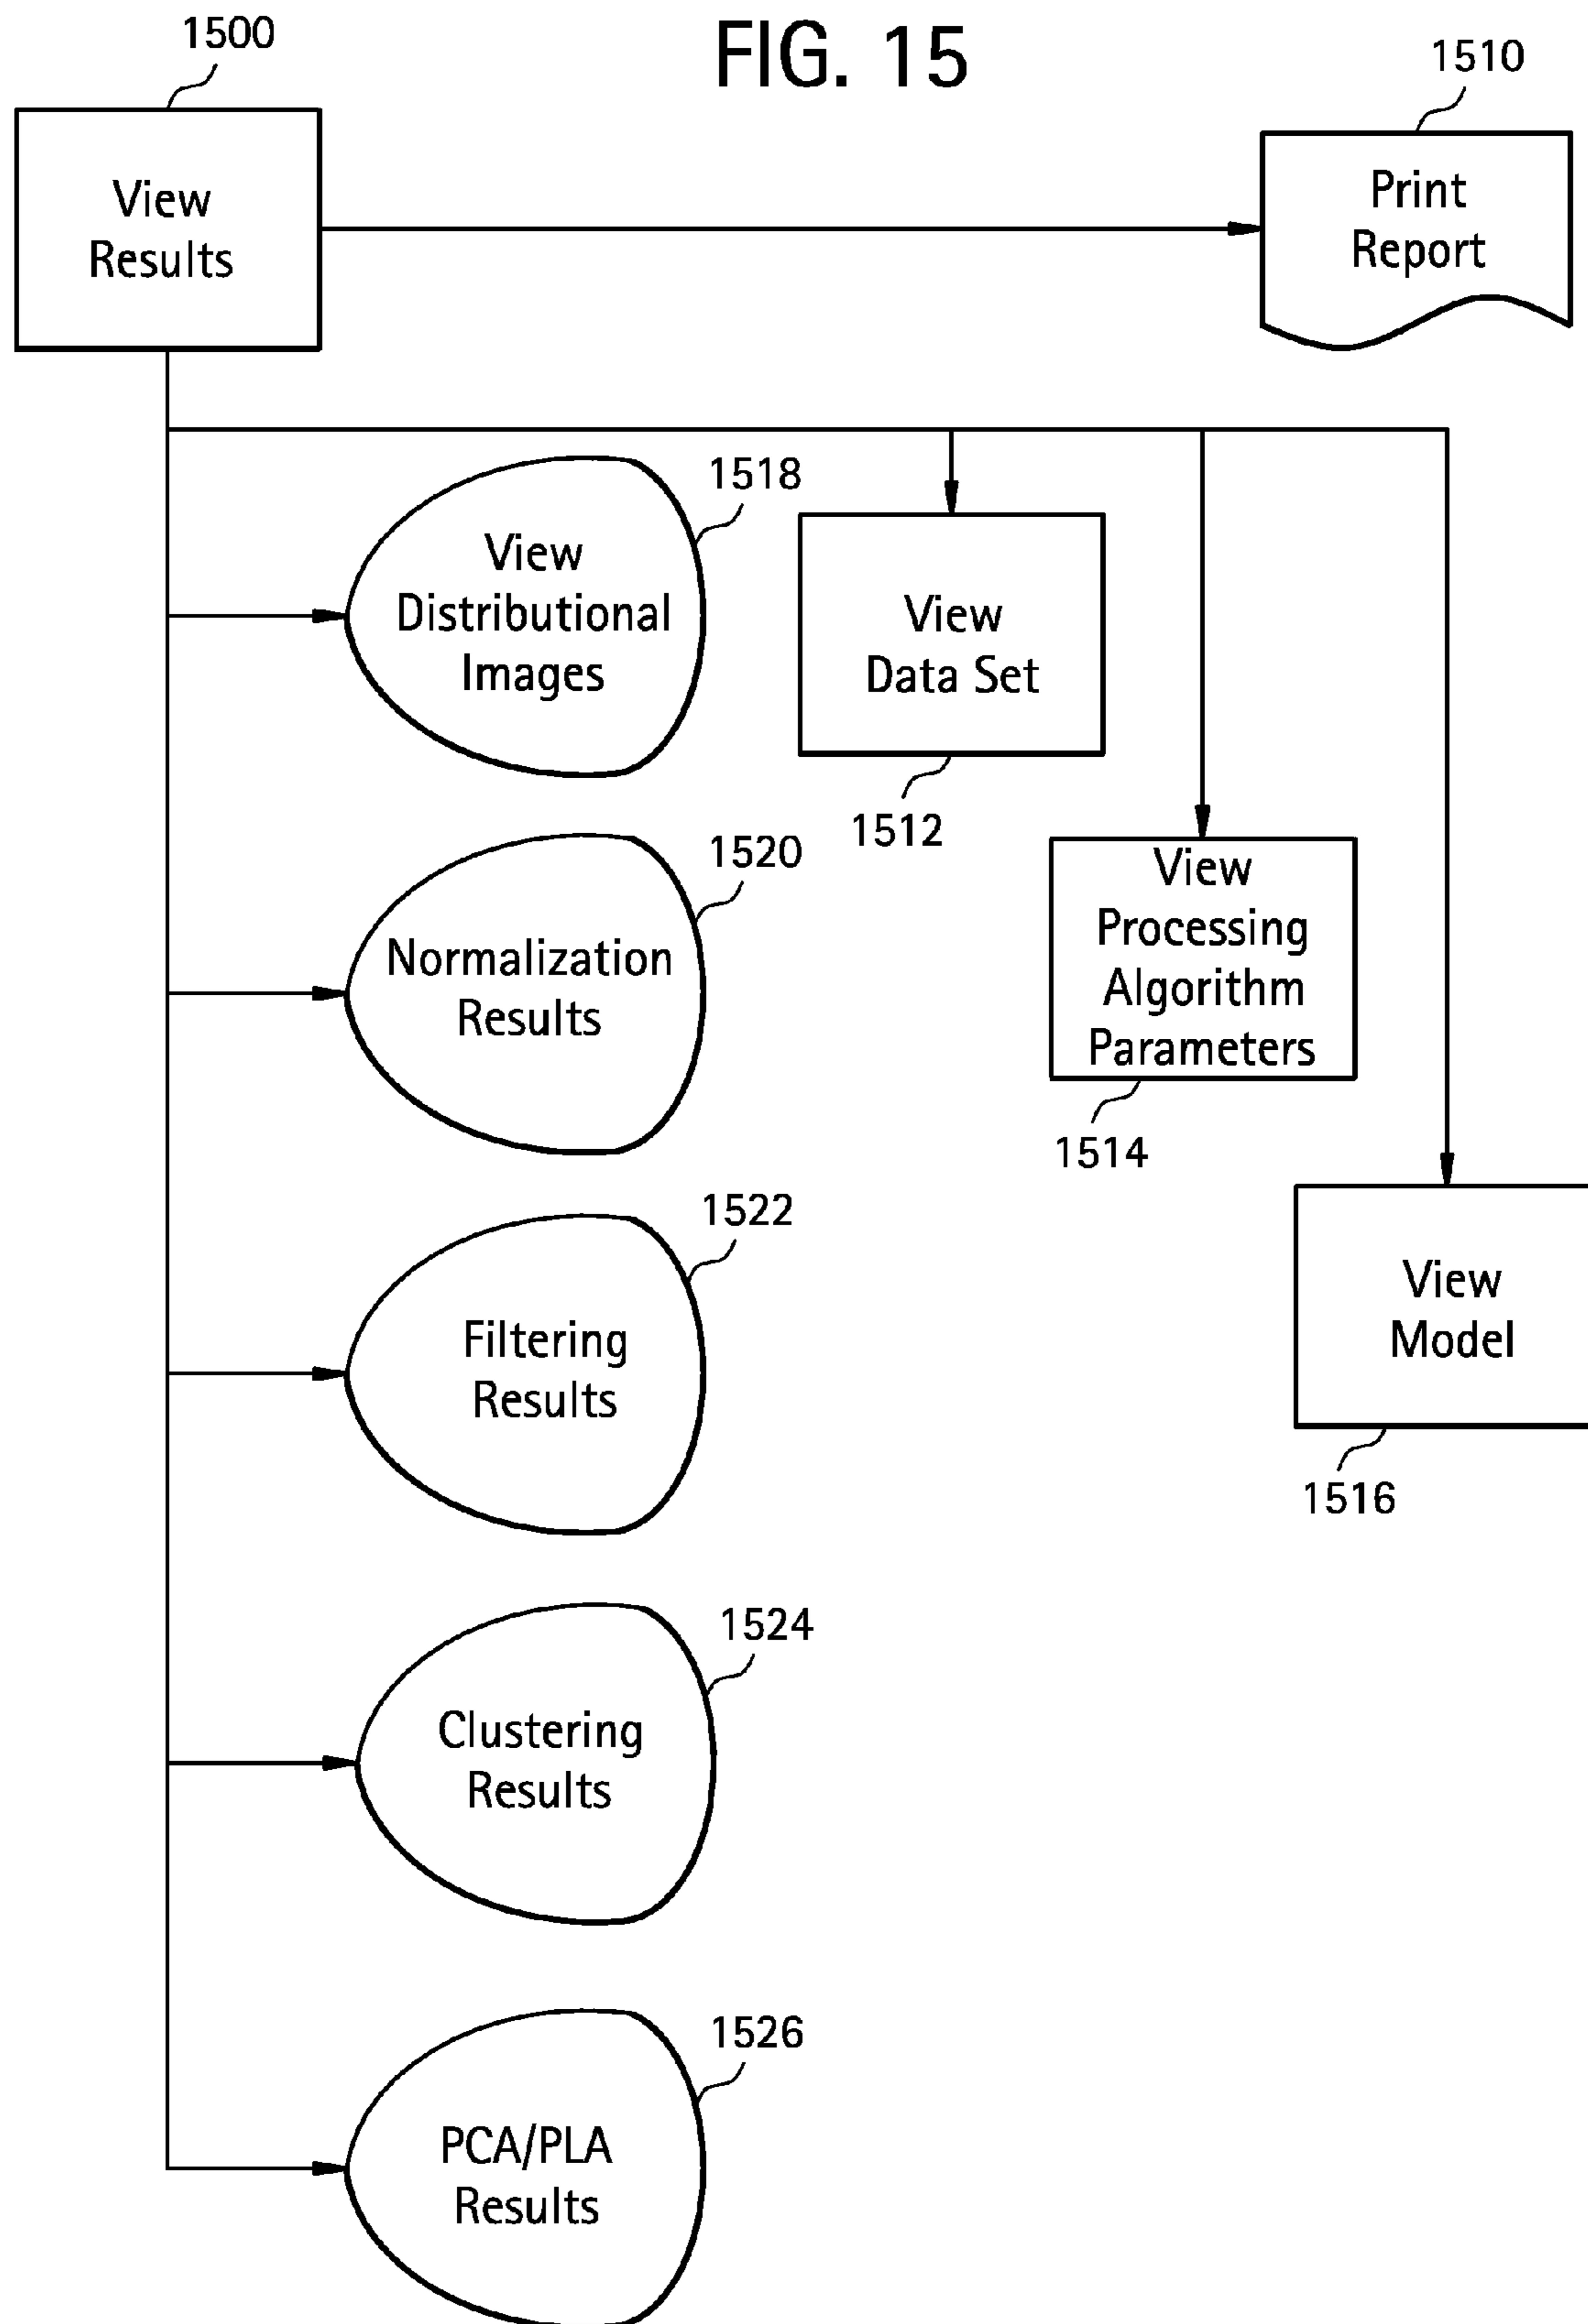 FIG. 15
1500
View
Results
1510
Print
Report
1518
View
Distributional
Images
View
Data Set
1512
1520
Normalization
Results
View
Processing
Algorithm
Parameters
1514
1522
Filtering
Results
View
Model
1516
1524
Clustering
Results
1526
PCA/PLA
Results